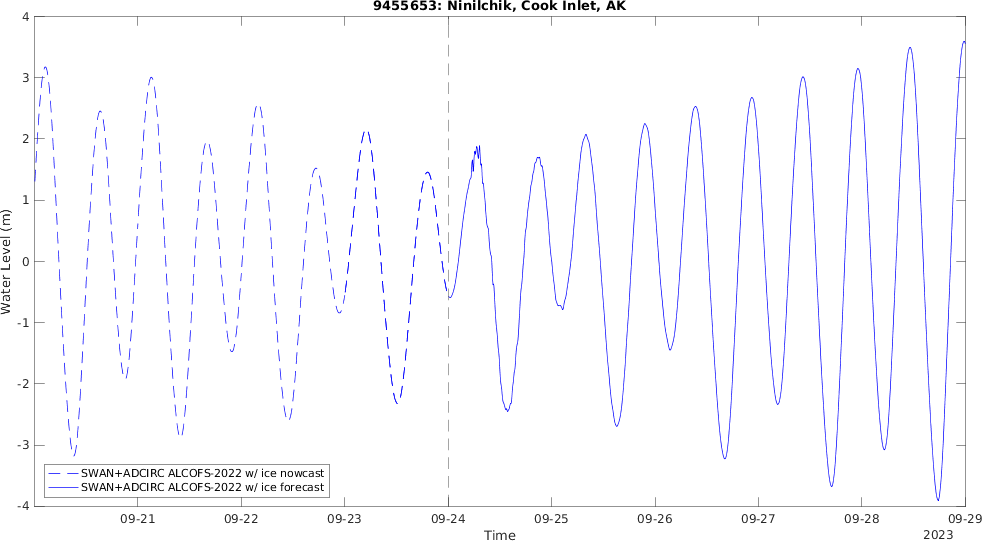 9455653: Ninilchik, Cook Inlet, AK
4
3
2
1
0
-1
-2
-3
-4
Water Level (m)
SWAN+ADCIRC ALCOFS-2022 w/ ice nowcast
SWAN+ADCIRC ALCOFS-2022 w/ ice forecast
09-21 09-22 09-23 09-24 09-25 09-26 09-27 09-28 09-29
Time
2023